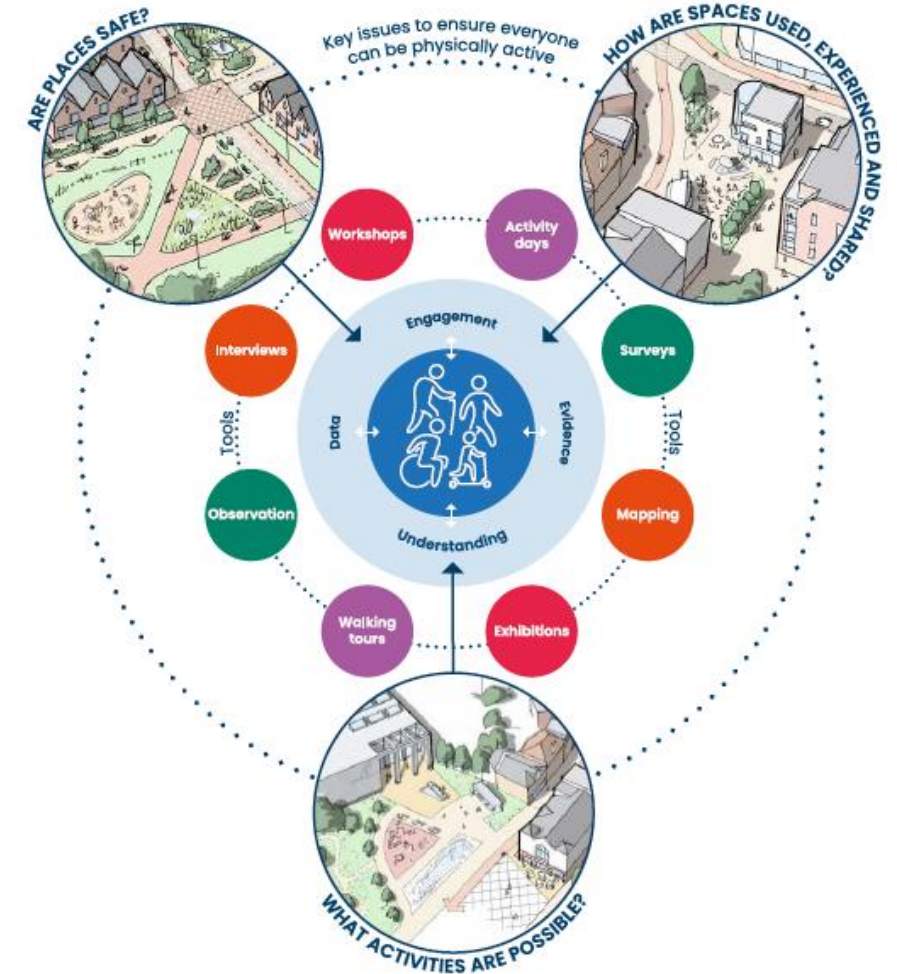 ARE PLACES SAFE?
Key issues to ensure everyone
can be physically active
HOW ARE SPACES USED, EXPERIENCED AND SHARED?
Workshops
Activity
days
Interviews
Surveys
Engagement
Data
Evidence
Understanding
Tools
Tools
Observation
Mapping
Walking
tours
Exhibitions
WHAT ACTIVITIES ARE POSSIBLE?